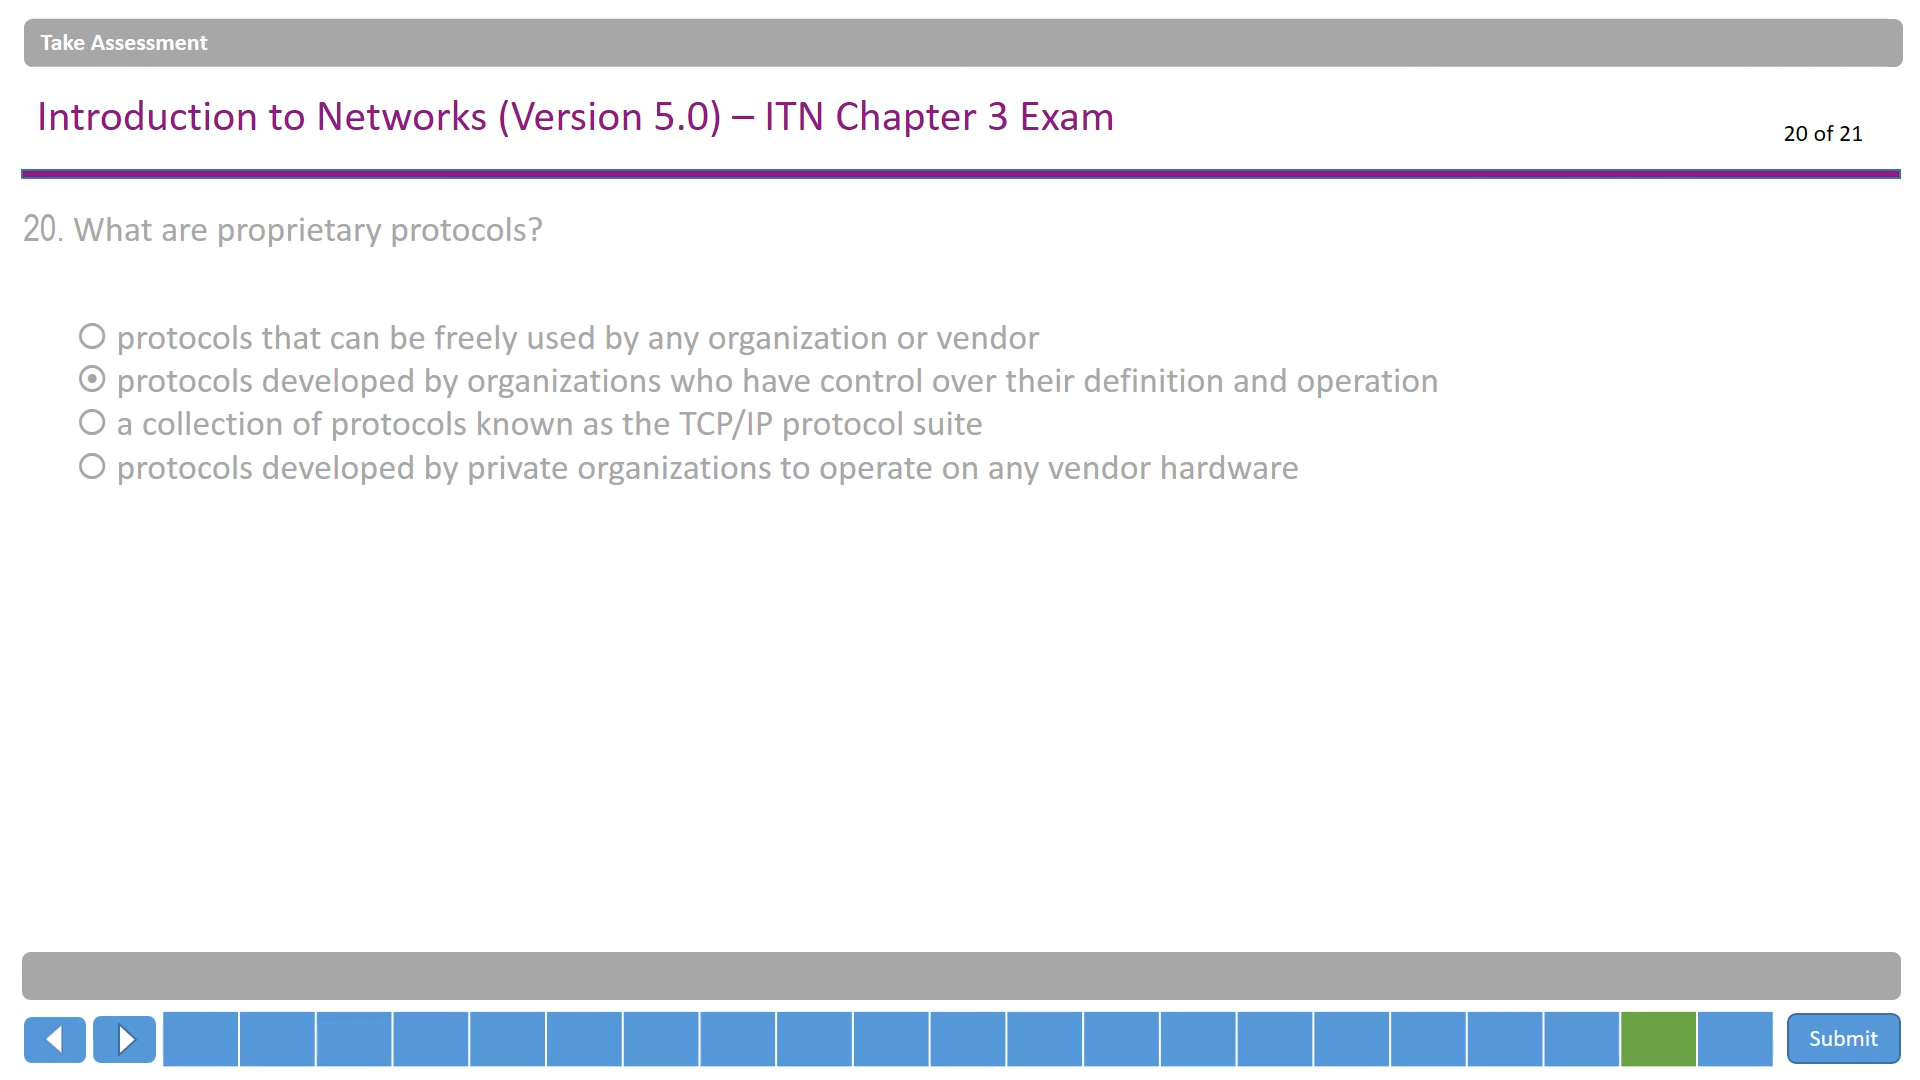 Take Assessment
Introduction to Networks (Version 5.0) – ITN Chapter 3 Exam
20 of 21
20. What are proprietary protocols?
protocols that can be freely used by any organization or vendor
protocols developed by organizations who have control over their definition and operation
a collection of protocols known as the TCP/IP protocol suite
protocols developed by private organizations to operate on any vendor hardware
Submit